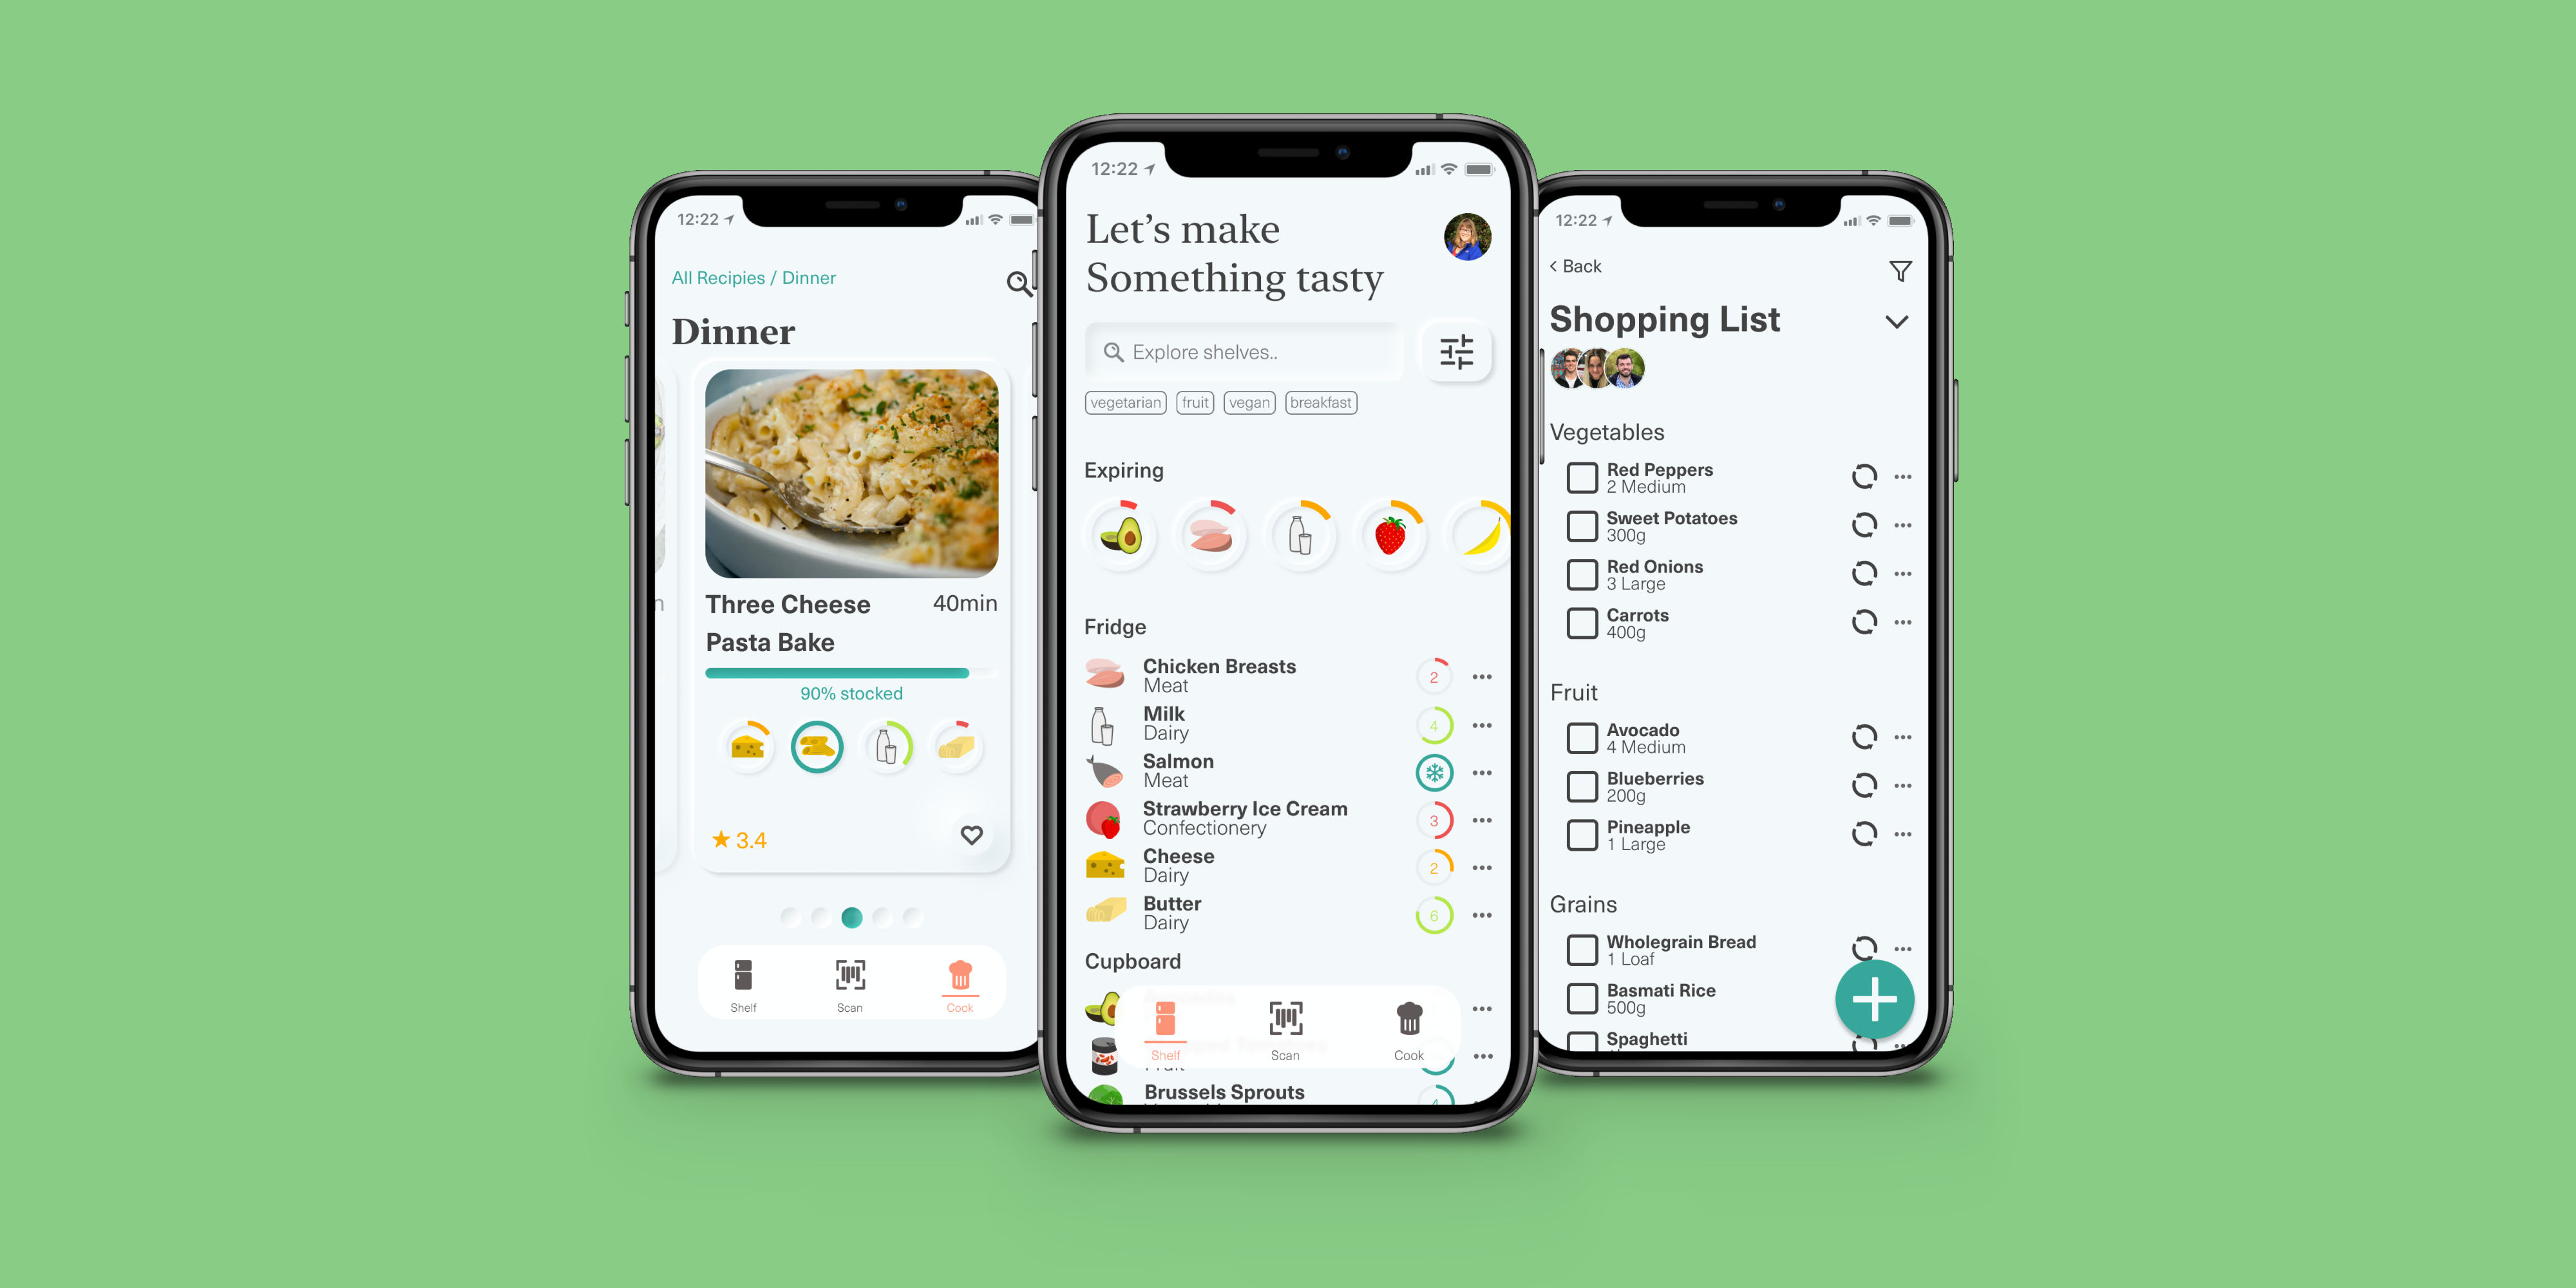 12:22
All Recipies / Dinner
Dinner
Three Cheese
Pasta Bake
40min
90% stocked
3.4
Shelf
Scan
Cook
12:22
Let's make
Something tasty
Explore shelves..
vegetarian
fruit
vegan
breakfast
Expiring
Fridge
Chicken Breasts
Meat
2
Milk
Dairy
4
Salmon
Meat
Strawberry Ice Cream
Confectionery
3
Cheese
Dairy
2
Butter
Dairy
6
Cupboard
Shelf
Scan
Cook
Fruit
Brussels Sprouts
4
12:22
< Back
Shopping List
Vegetables
Red Peppers
2 Medium
Sweet Potatoes
300g
Red Onions
3 Large
Carrots
400g
Fruit
Avocado
4 Medium
Blueberries
200g
Pineapple
1 Large
Grains
Wholegrain Bread
1 Loaf
Basmati Rice
500g
Spaghetti